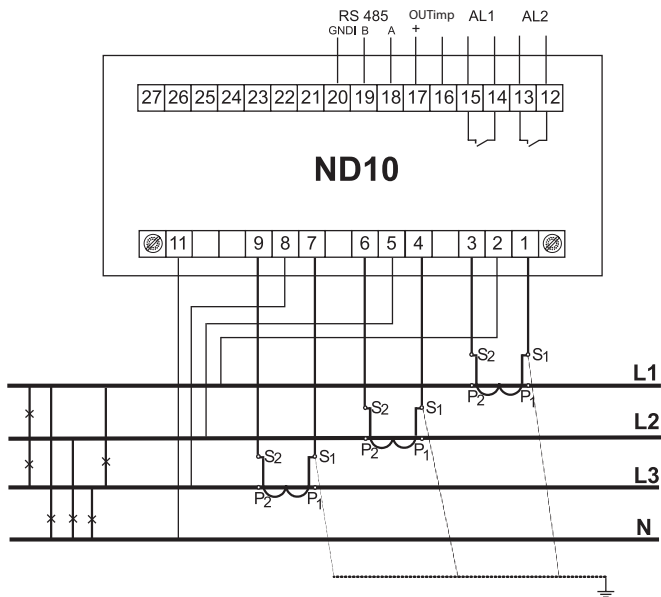 RS 485 OUTimp AL1 AL2
GND B A +
27 26 25 24 23 22 21 20 19 18 17 16 15 14 13 12
ND10
11 9 8 7 6 5 4 3 2 1
S2 S1
L1
P2 P1
S2 S1
L2
P2 P1
S2 S1
L3
P2 P1
N